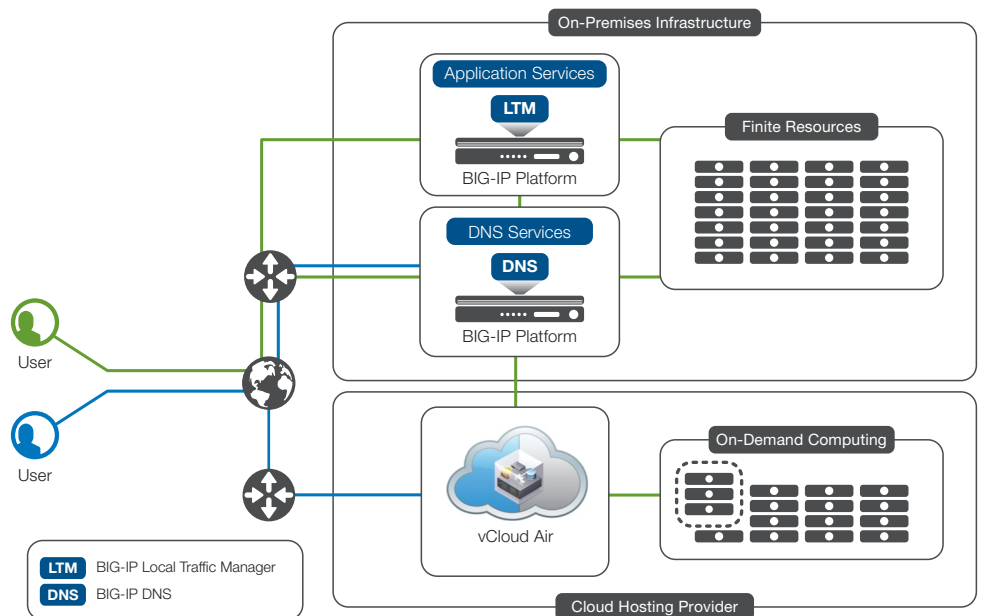 On-Premises Infrastructure
Application Services
LTM
BIG-IP Platform
Finite Resources
DNS Services
DNS
BIG-IP Platform
User
User
On-Demand Computing
vCloud Air
LTM BIG-IP Local Traffic Manager
DNS BIG-IP DNS
Cloud Hosting Provider